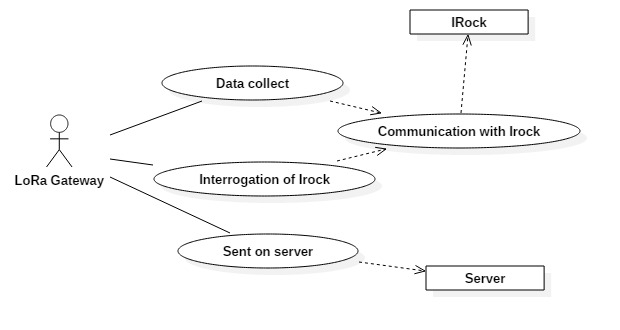 IRock
Data collect
Communication with Irock
LoRa Gateway
Interrogation of Irock
Sent on server
Server